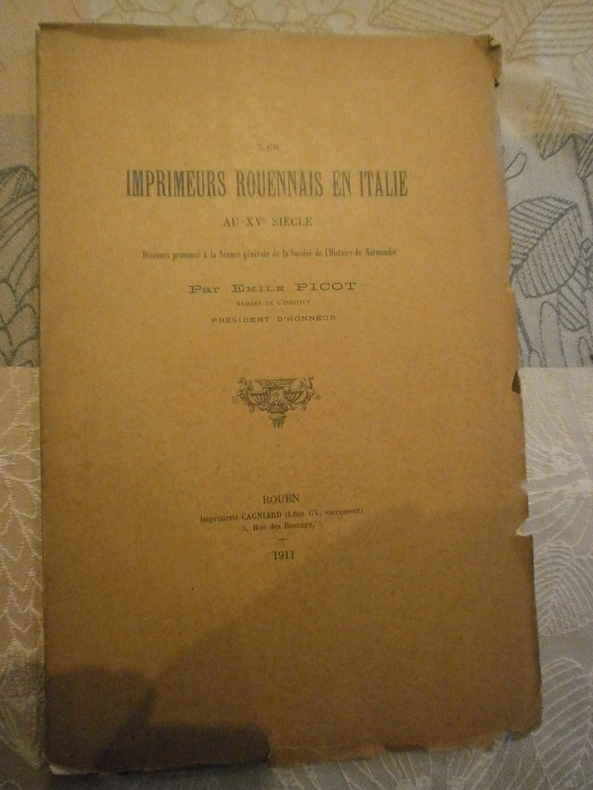 LES
IMPRIMEURS ROUENNAIS EN ITALIE
AU XVᵉ SIÈCLE
Discours prononcé à la Séance générale de la Société de l'Histoire de Normandie
Par EMILE PICOT
MEMBRE DE L'INSTITUT
PRÉSIDENT D'HONNEUR
ROUEN
Imprimerie CAGNIARD (Léon GY, successeur)
5, Rue des Basnage, 5
1911